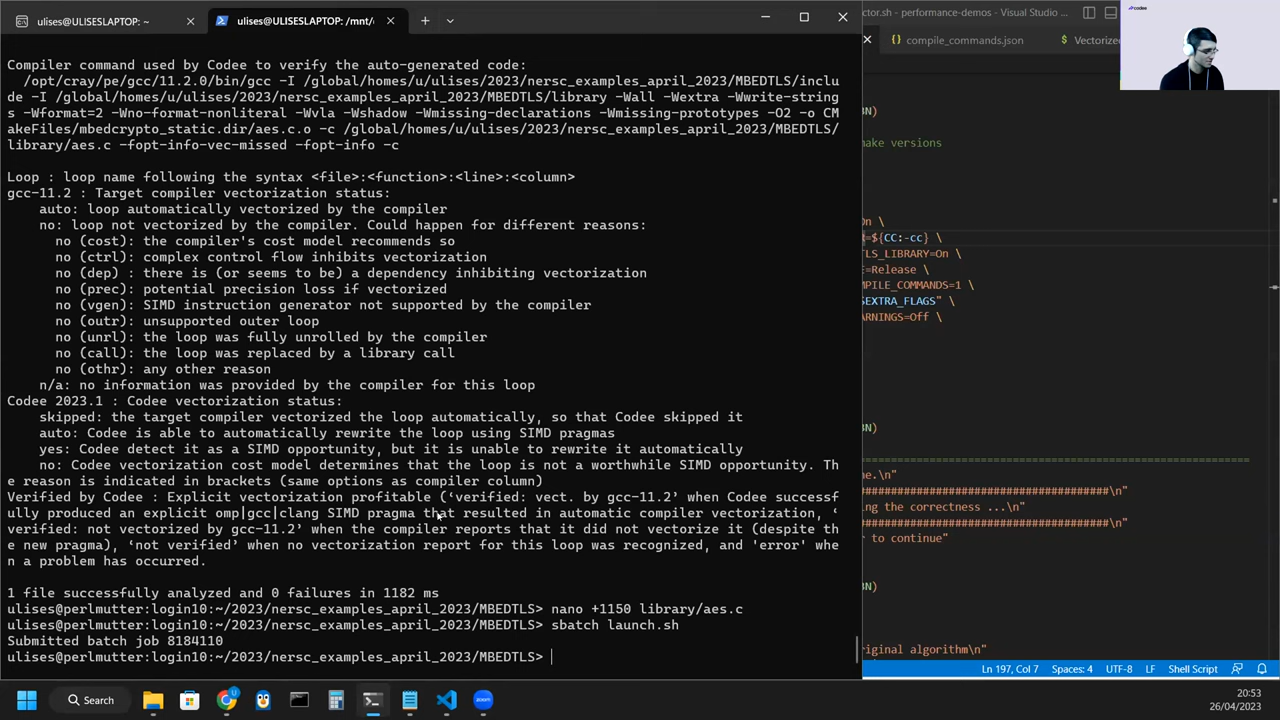 ulises@ULISESLAPTOP: ~
ulises@ULISESLAPTOP: /mnt/
ctor.sh - performance-demos - Visual Studio ...
codee
Compiler command used by Codee to verify the auto-generated code:
/opt/cray/pe/gcc/11.2.0/bin/gcc -I /global/homes/u/ulises/2023/nersc_examples_april_2023/MBEDTLS/inclu
de -I /global/homes/u/ulises/2023/nersc_examples_april_2023/MBEDTLS/library -Wall -Wextra -Wwrite-string
s -Wformat=2 -Wno-format-nonliteral -Wvla -Wshadow -Wmissing-declarations -Wmissing-prototypes -O2 -o CM
akeFiles/mbedcrypto_static.dir/aes.c.o -c /global/homes/u/ulises/2023/nersc_examples_april_2023/MBEDTLS/
library/aes.c -fopt-info-vec-missed -fopt-info -c
Loop : loop name following the syntax <file>:<function>:<line>:<column>
gcc-11.2 : Target compiler vectorization status:
auto: loop automatically vectorized by the compiler
no: loop not vectorized by the compiler. Could happen for different reasons:
no (cost): the compiler's cost model recommends so
no (ctrl): complex control flow inhibits vectorization
no (dep) : there is (or seems to be) a dependency inhibiting vectorization
no (prec): potential precision loss if vectorized
no (vgen): SIMD instruction generator not supported by the compiler
no (outr): unsupported outer loop
no (unrl): the loop was fully unrolled by the compiler
no (call): the loop was replaced by a library call
no (othr): any other reason
n/a: no information was provided by the compiler for this loop
Codee 2023.1 : Codee vectorization status:
skipped: the target compiler vectorized the loop automatically, so that Codee skipped it
auto: Codee is able to automatically rewrite the loop using SIMD pragmas
yes: Codee detect it as a SIMD opportunity, but it is unable to rewrite it automatically
no: Codee vectorization cost model determines that the loop is not a worthwhile SIMD opportunity. Th
e reason is indicated in brackets (same options as compiler column)
Verified by Codee : Explicit vectorization profitable (‘verified: vect. by gcc-11.2’ when Codee successf
ully produced an explicit omp|gcc|clang SIMD pragma that resulted in automatic compiler vectorization, ‘
verified: not vectorized by gcc-11.2’ when the compiler reports that it did not vectorize it (despite th
e new pragma), ‘not verified’ when no vectorization report for this loop was recognized, and 'error' whe
n a problem has occurred.
1 file successfully analyzed and 0 failures in 1182 ms
ulises@perlmutter:login10:~/2023/nersc_examples_april_2023/MBEDTLS> nano +1150 library/aes.c
ulises@perlmutter:login10:~/2023/nersc_examples_april_2023/MBEDTLS> sbatch launch.sh
Submitted batch job 8184110
ulises@perlmutter:login10:~/2023/nersc_examples_april_2023/MBEDTLS>
{} compile_commands.json
$ Vectorize
N)
make versions
On \
=${CC:-cc} \
TLS_LIBRARY=On \
E=Release \
MPILE_COMMANDS=1 \
$EXTRA_FLAGS" \
ARNINGS=Off \
N)
==========================================================
ne.\n"
#####################################\n"
ing the correctness ...\n"
#####################################\n"
r to continue"
N)
riginal algorithm\n"
Ln 197, Col 7
Spaces: 4
UTF-8
LF
Shell Script
Search
20:53
26/04/2023